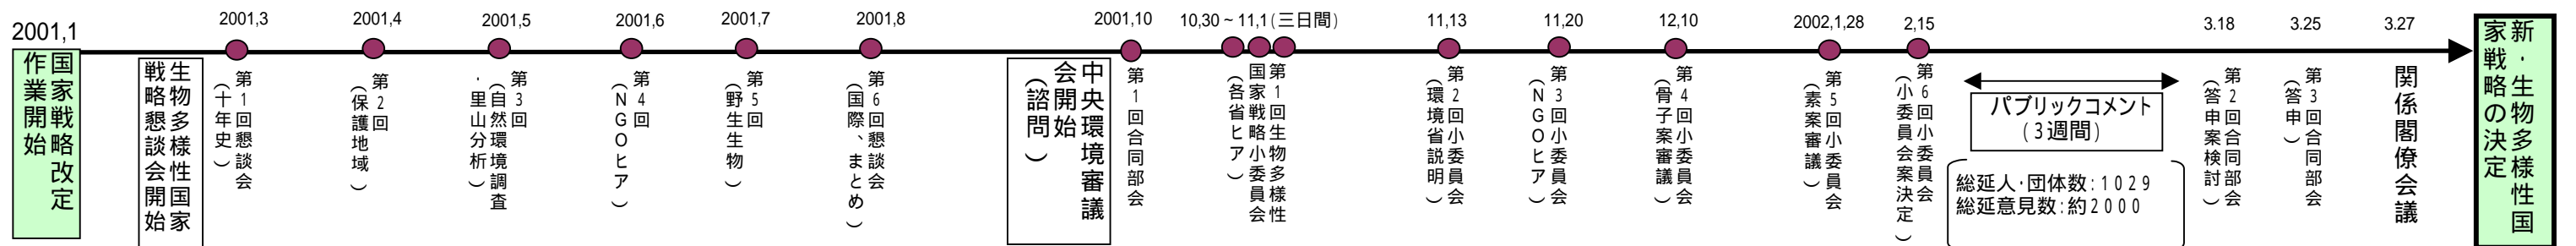 2001,1
国家戦略改定
作業開始
生物多様性国家
戦略懇談会開始
2001,3
第1回懇談会
(十年史)
2001,4
第2回
(保護地域)
2001,5
第3回
(自然環境調査
・里山分析)
2001,6
第4回
(NGOヒア)
2001,7
第5回
(野生生物)
2001,8
第6回懇談会
(国際、まとめ)
中央環境審議
会開始
(諮問)
2001,10
第1回合同部会
10,30~11,1(三日間)
第1回生物多様性
国家戦略小委員会
(各省ヒア)
11,13
第2回小委員会
(環境省説明)
11,20
第3回小委員会
(NGOヒア)
12,10
第4回小委員会
(骨子案審議)
2002,1,28
第5回小委員会
(素案審議)
2,15
第6回小委員会
(小委員会案決定)
パブリックコメント
(3週間)
総延人・団体数:1029
総延意見数:約2000
3.18
第2回合同部会
(答申案検討)
3.25
第3回合同部会
(答申)
3.27
関係閣僚会議
新・生物多様性国
家戦略の決定